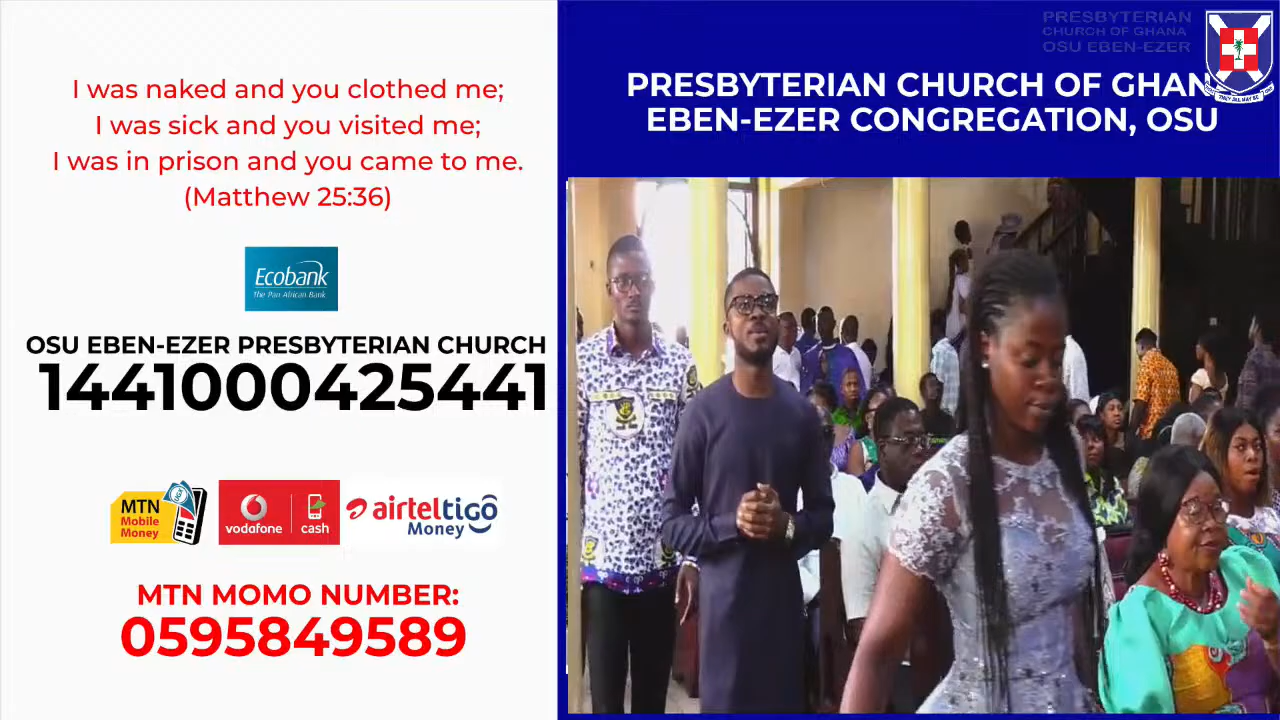 I was naked and you clothed me;
I was sick and you visited me;
I was in prison and you came to me.
(Matthew 25:36)
Ecobank
The Pan African Bank
OSU EBEN-EZER PRESBYTERIAN CHURCH
1441000425441
MTN
Mobile
Money
vodafone
cash
airteltigo
Money
MTN MOMO NUMBER:
0595849589
PRESBYTERIAN
CHURCH OF GHANA
OSU EBEN-EZER
PRESBYTERIAN CHURCH OF GHAN
EBEN-EZER CONGREGATION, OSU